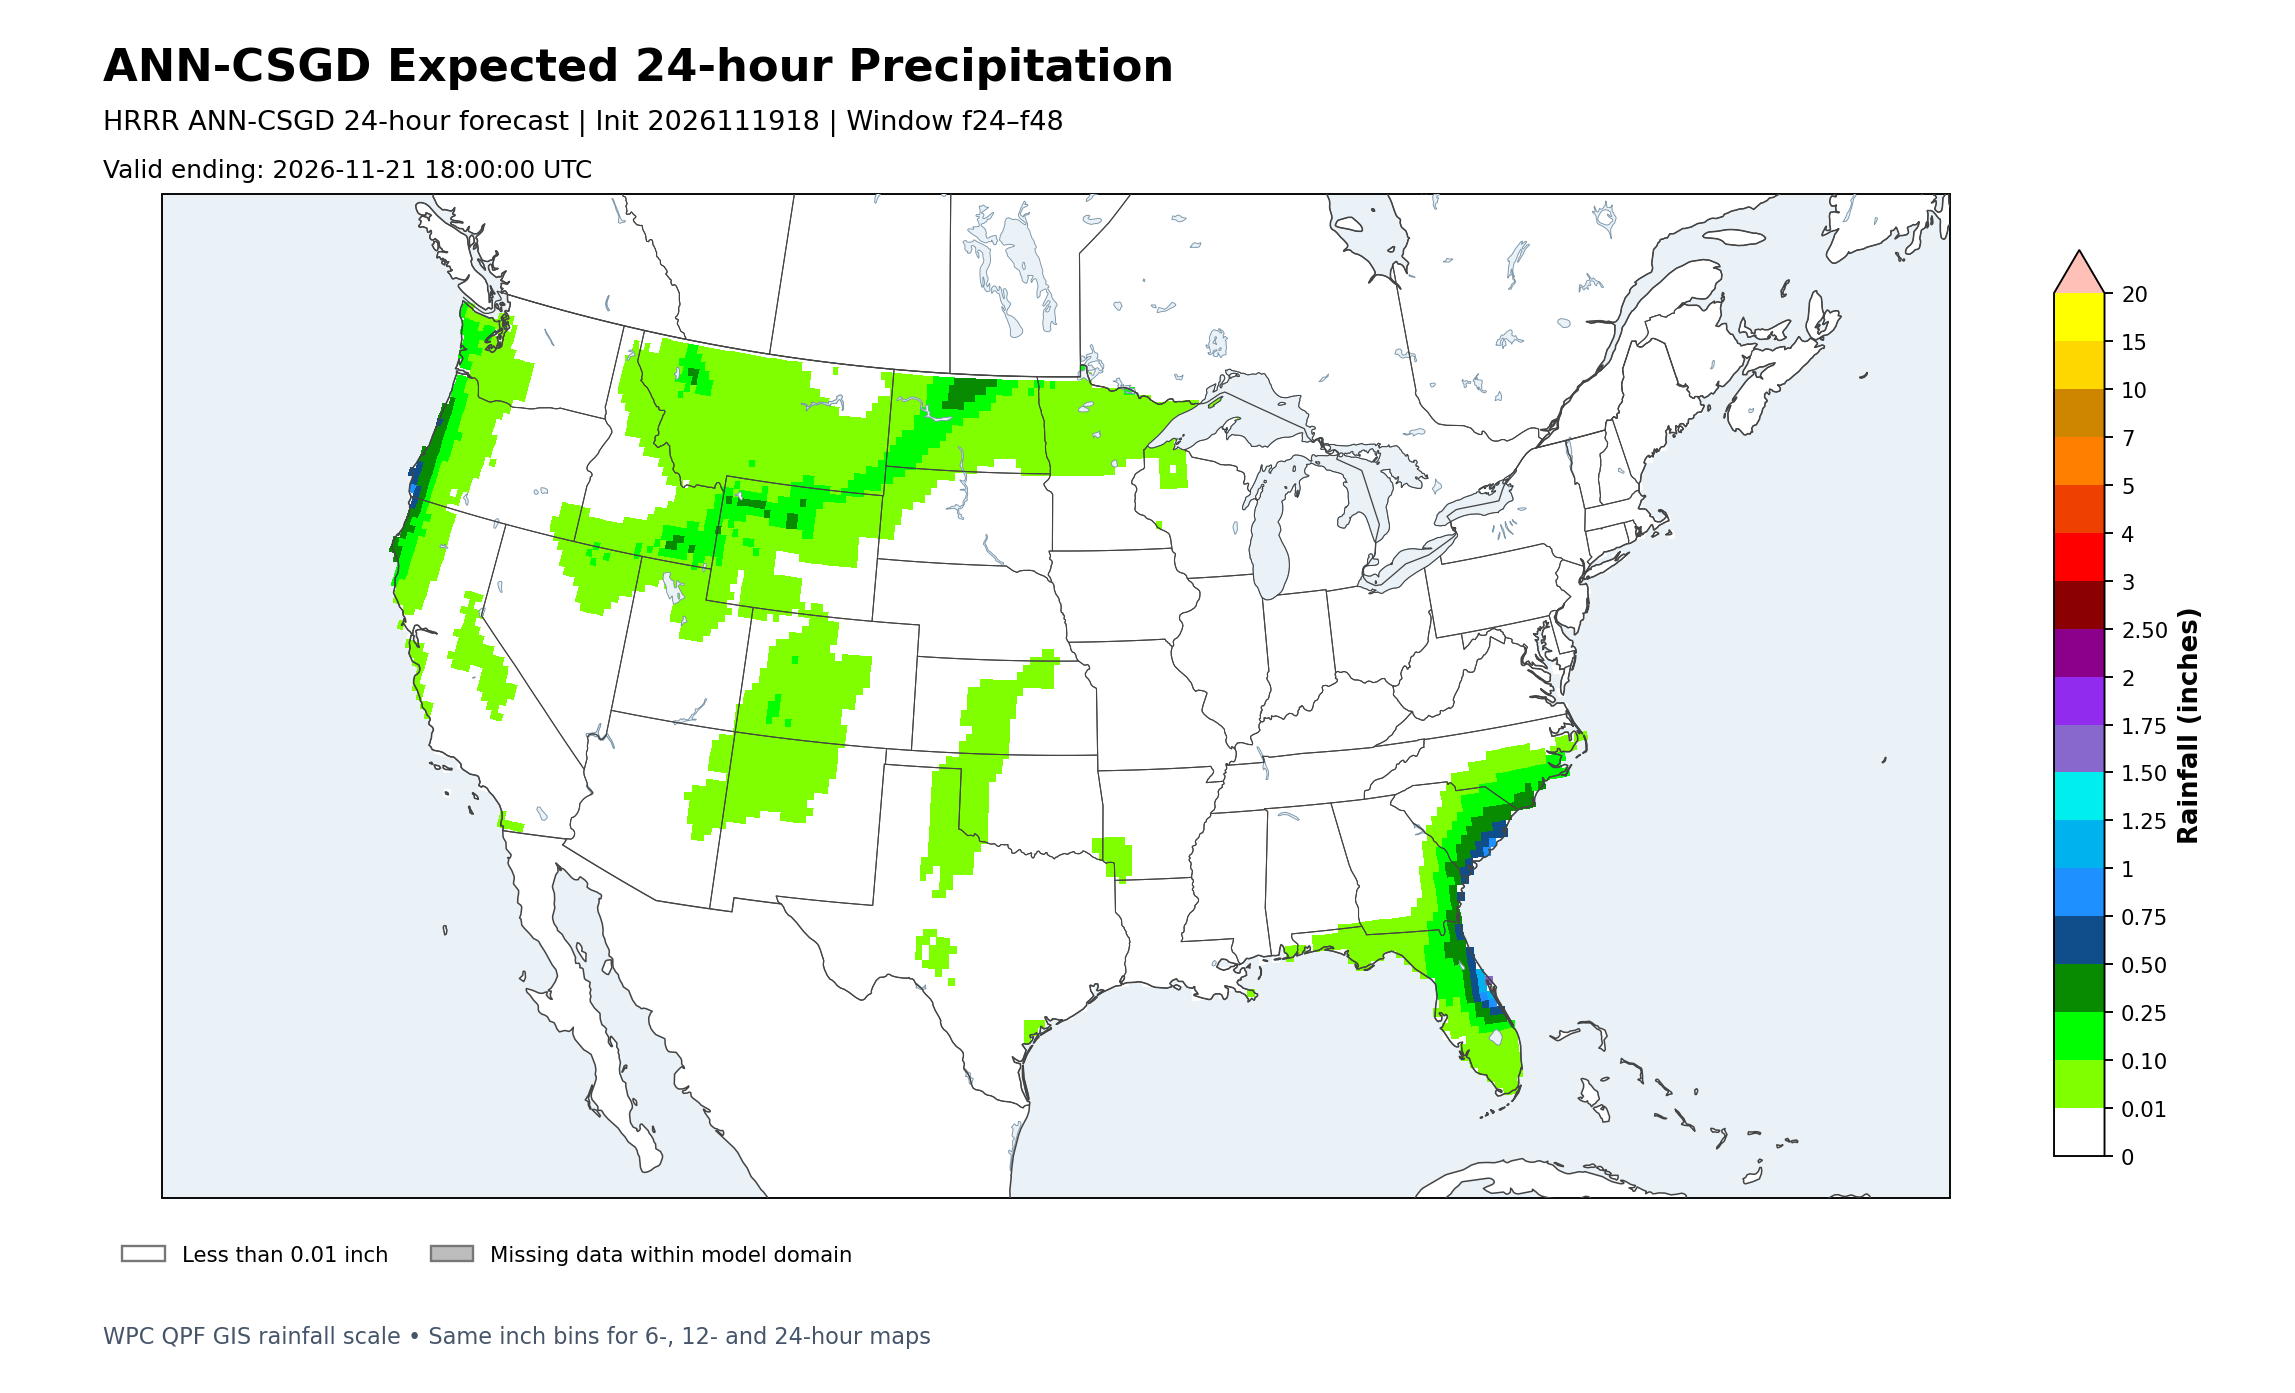 ANN-CSGD Expected 24-hour Precipitation
HRRR ANN-CSGD 24-hour forecast | Init 2026111918 | Window f24–f48
Valid ending: 2026-11-21 18:00:00 UTC
20
15
10
7
5
4
3
2.50
2
1.75
1.50
1.25
1
0.75
0.50
0.25
0.10
0.01
0
Rainfall (inches)
Less than 0.01 inch
Missing data within model domain
WPC QPF GIS rainfall scale • Same inch bins for 6-, 12- and 24-hour maps